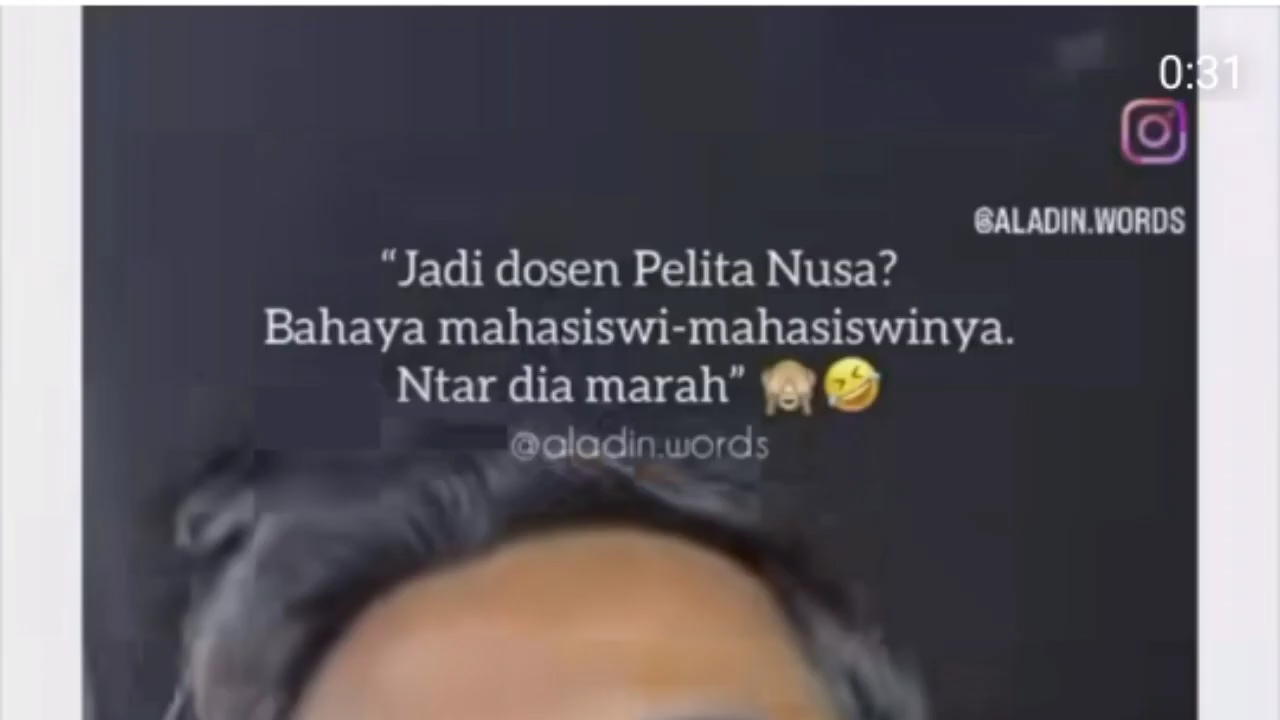 0:31
@ALADIN.WORDS
“Jadi dosen Pelita Nusa?
Bahaya mahasiswi-mahasiswinya.
Ntar dia marah” 🙈🤣
@aladin.words